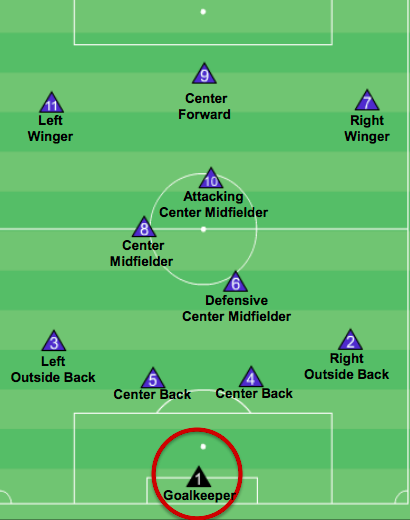 9
Center
Forward
11
Left
Winger
7
Right
Winger
10
Attacking
Center Midfielder
8
Center
Midfielder
6
Defensive
Center Midfielder
3
Left
Outside Back
2
Right
Outside Back
5
Center Back
4
Center Back
1
Goalkeeper